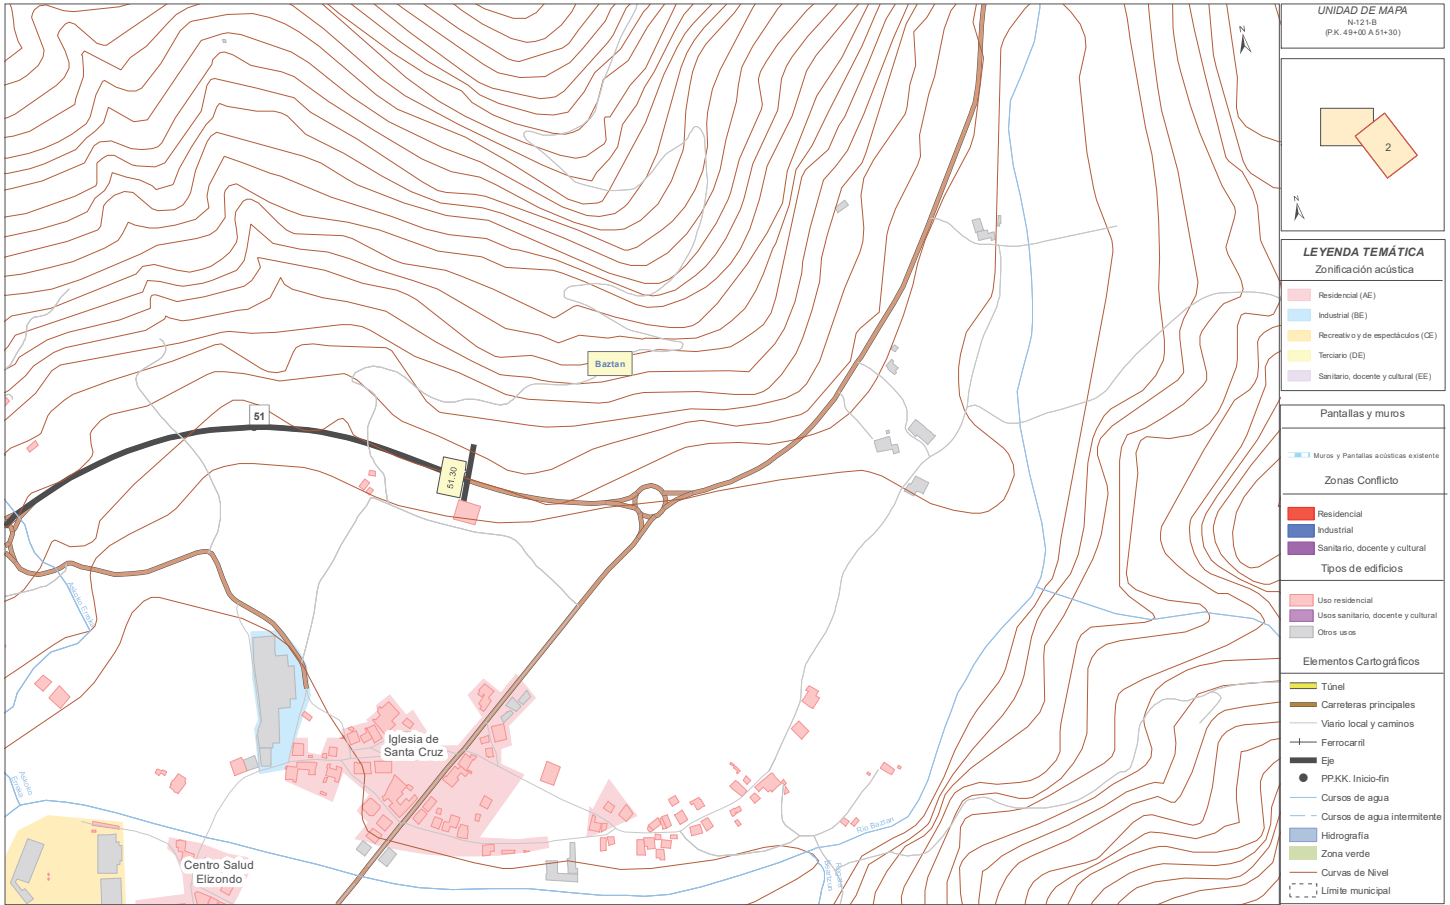 UNIDAD DE MAPA
N-121-B
(P.K. 49+00 A 51+30)
N
N
2
N
LEYENDA TEMÁTICA
Zonificación acústica
Residencial (AE)
Industrial (BE)
Recreativo y de espectáculos (CE)
Terciario (DE)
Sanitario, docente y cultural (EE)
Pantallas y muros
Muros y Pantallas acústicas existente
Zonas Conflicto
Residencial
Industrial
Sanitario, docente y cultural
Tipos de edificios
Uso residencial
Usos sanitario, docente y cultural
Otros usos
Elementos Cartográficos
Túnel
Carreteras principales
Viario local y caminos
Ferrocarril
Eje
PP.KK. Inicio-fin
Cursos de agua
Cursos de agua intermitente
Hidrografía
Zona verde
Curvas de Nivel
Límite municipal
Baztan
51
51.30
Iglesia de
Santa Cruz
Centro Salud
Elizondo
Askoko Erreka
Askoko
Erreka
Río Baztan